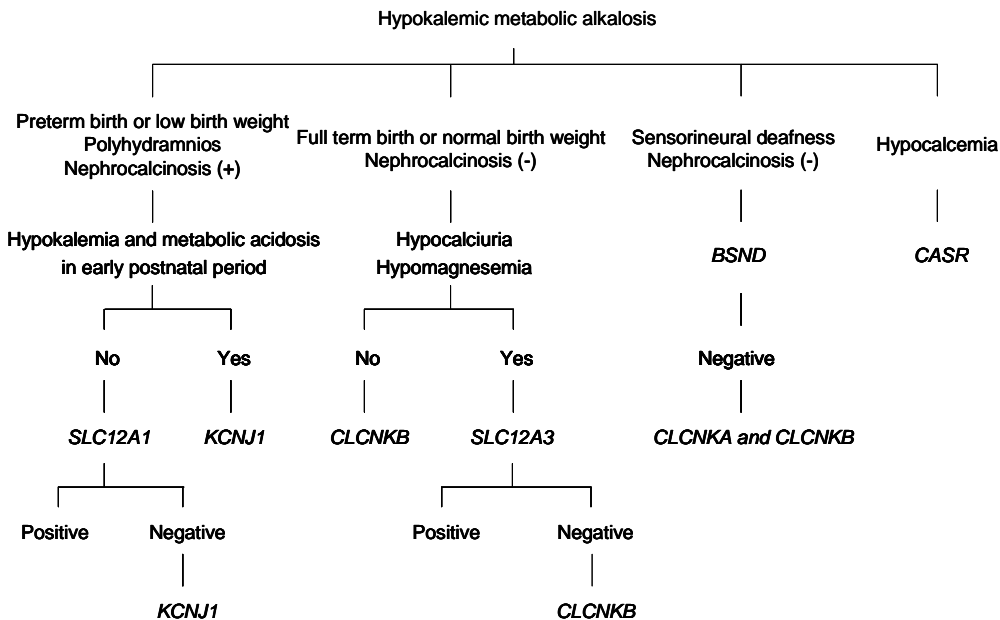 Hypokalemic metabolic alkalosis
Preterm birth or low birth weight
Polyhydramnios
Nephrocalcinosis (+)
Full term birth or normal birth weight
Nephrocalcinosis (-)
Sensorineural deafness
Nephrocalcinosis (-)
Hypocalcemia
Hypokalemia and metabolic acidosis
in early postnatal period
Hypocalciuria
Hypomagnesemia
BSND
CASR
No
Yes
No
Yes
Negative
SLC12A1
KCNJ1
CLCNKB
SLC12A3
CLCNKA and CLCNKB
Positive
Negative
Positive
Negative
KCNJ1
CLCNKB